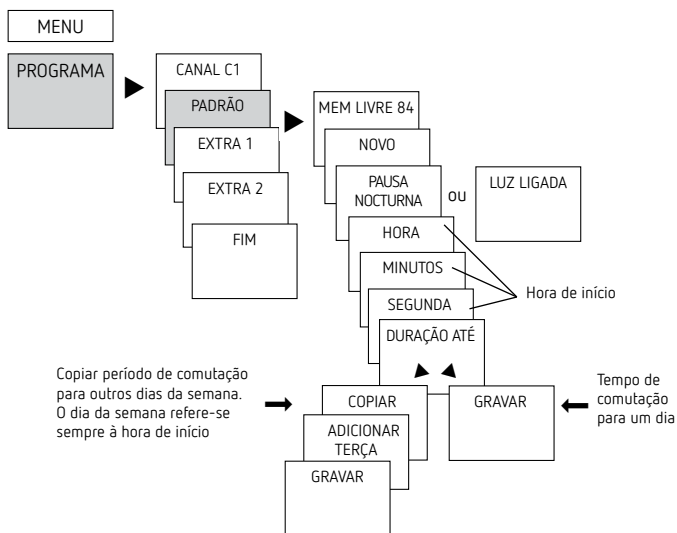 MENU
PROGRAMA
CANAL C1
PADRÃO
EXTRA 1
EXTRA 2
FIM
MEM LIVRE 84
NOVO
PAUSA
NOCTURNA
ou
LUZ LIGADA
HORA
MINUTOS
SEGUNDA
Hora de início
DURAÇÃO ATÉ
Copiar período de comutação
para outros dias da semana.
O dia da semana refere-se
sempre à hora de início
COPIAR
ADICIONAR
TERÇA
GRAVAR
GRAVAR
Tempo de
comutação
para um dia